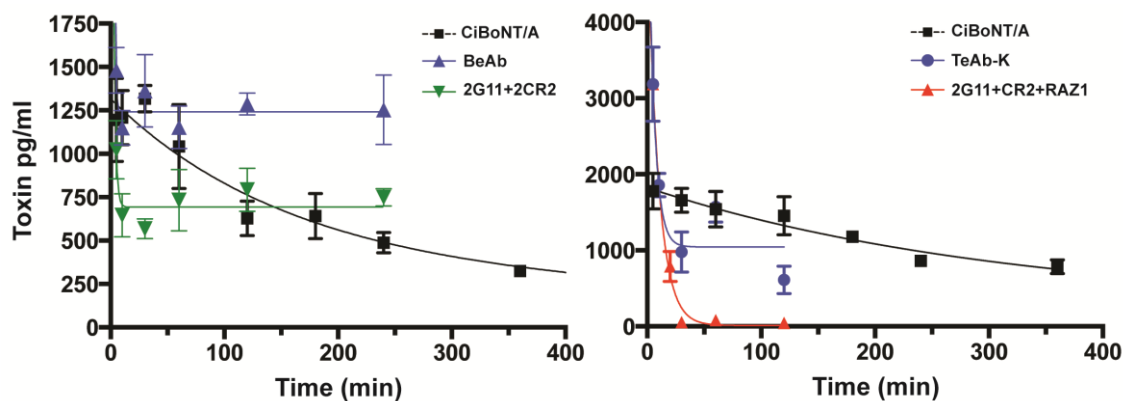 1750
1500
1250
1000
750
500
250
0
Toxin pg/ml
0 100 200 300 400
Time (min)
CiBoNT/A
BeAb
2G11+2CR2
4000
3000
2000
1000
0
0 100 200 300 400
Time (min)
CiBoNT/A
TeAb-K
2G11+CR2+RAZ1